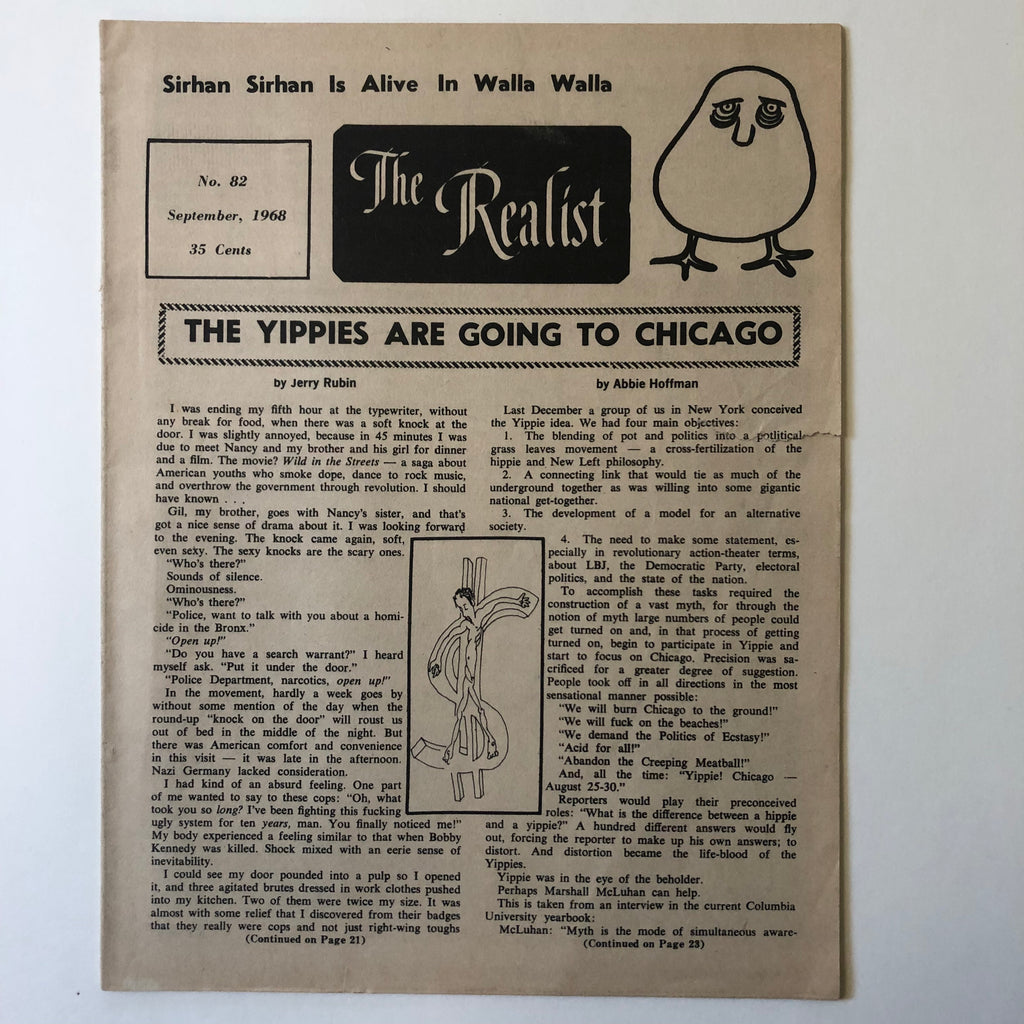 Sirhan Sirhan Is Alive In Walla Walla
No. 82
September, 1968
35 Cents
The Realist
THE YIPPIES ARE GOING TO CHICAGO
by Jerry Rubin
I was ending my fifth hour at the typewriter, without
any break for food, when there was a soft knock at the
door. I was slightly annoyed, because in 45 minutes I was
due to meet Nancy and my brother and his girl for dinner
and a film. The movie? Wild in the Streets — a saga about
American youths who smoke dope, dance to rock music,
and overthrow the government through revolution. I should
have known . . .
Gil, my brother, goes with Nancy's sister, and that's
got a nice sense of drama about it. I was looking forward
to the evening. The knock came again, soft,
even sexy. The sexy knocks are the scary ones.
"Who's there?"
Sounds of silence.
Ominousness.
"Who's there?"
"Police, want to talk with you about a homi-
cide in the Bronx."
"Open up!"
"Do you have a search warrant?" I heard
myself ask. "Put it under the door."
"Police Department, narcotics, open up!"
In the movement, hardly a week goes by
without some mention of the day when the
round-up "knock on the door" will roust us
out of bed in the middle of the night. But
there was American comfort and convenience
in this visit — it was late in the afternoon.
Nazi Germany lacked consideration.
I had kind of an absurd feeling. One part
of me wanted to say to these cops: "Oh, what
took you so long? I've been fighting this fucking
ugly system for ten years, man. You finally noticed me!"
My body experienced a feeling similar to that when Bobby
Kennedy was killed. Shock mixed with an eerie sense of
inevitability.
I could see my door pounded into a pulp so I opened
it, and three agitated brutes dressed in work clothes pushed
into my kitchen. Two of them were twice my size. It was
almost with some relief that I discovered from their badges
that they really were cops and not just right-wing toughs
(Continued on Page 21)
by Abbie Hoffman
Last December a group of us in New York conceived
the Yippie idea. We had four main objectives:
1. The blending of pot and politics into a potlitical
grass leaves movement — a cross-fertilization of the
hippie and New Left philosophy.
2. A connecting link that would tie as much of the
underground together as was willing into some gigantic
national get-together.
3. The development of a model for an alternative
society.
4. The need to make some statement, es-
pecially in revolutionary action-theater terms,
about LBJ, the Democratic Party, electoral
politics, and the state of the nation.
To accomplish these tasks required the
construction of a vast myth, for through the
notion of myth large numbers of people could
get turned on and, in that process of getting
turned on, begin to participate in Yippie and
start to focus on Chicago. Precision was sa-
crificed for a greater degree of suggestion.
People took off in all directions in the most
sensational manner possible:
"We will burn Chicago to the ground!"
"We will fuck on the beaches!"
"We demand the Politics of Ecstasy!"
"Acid for all!"
"Abandon the Creeping Meatball!"
And, all the time: "Yippie! Chicago —
August 25-30."
Reporters would play their preconceived
roles: "What is the difference between a hippie
and a yippie?" A hundred different answers would fly
out, forcing the reporter to make up his own answers; to
distort. And distortion became the life-blood of the
Yippies.
Yippie was in the eye of the beholder.
Perhaps Marshall McLuhan can help.
This is taken from an interview in the current Columbia
University yearbook:
McLuhan: "Myth is the mode of simultaneous aware-
(Continued on Page 23)